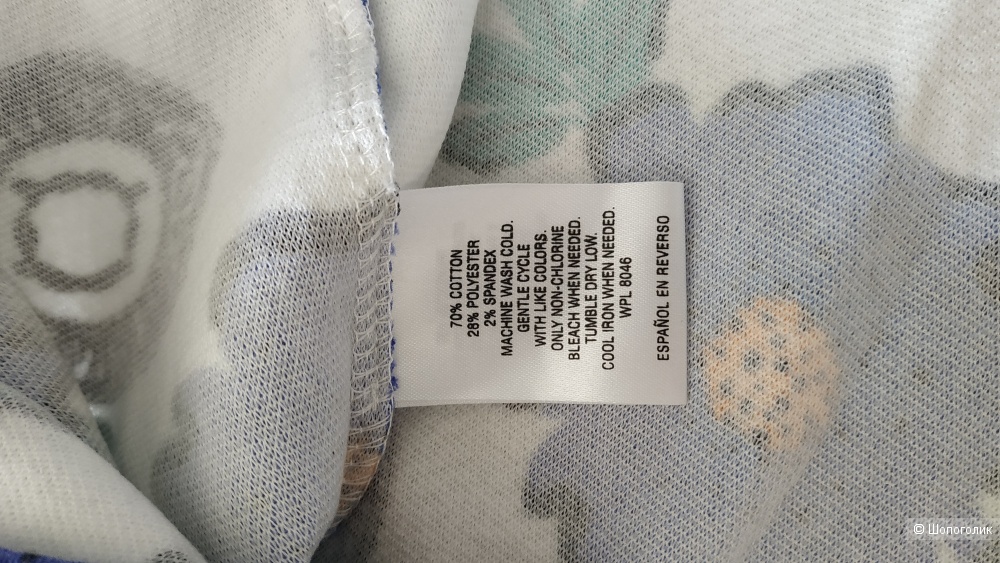 70% COTTON
28% POLYESTER
2% SPANDEX
MACHINE WASH COLD.
GENTLE CYCLE
WITH LIKE COLORS.
ONLY NON-CHLORINE
BLEACH WHEN NEEDED.
TUMBLE DRY LOW.
COOL IRON WHEN NEEDED.
WPL 8046
ESPAÑOL EN REVERSO
© Шопоголик